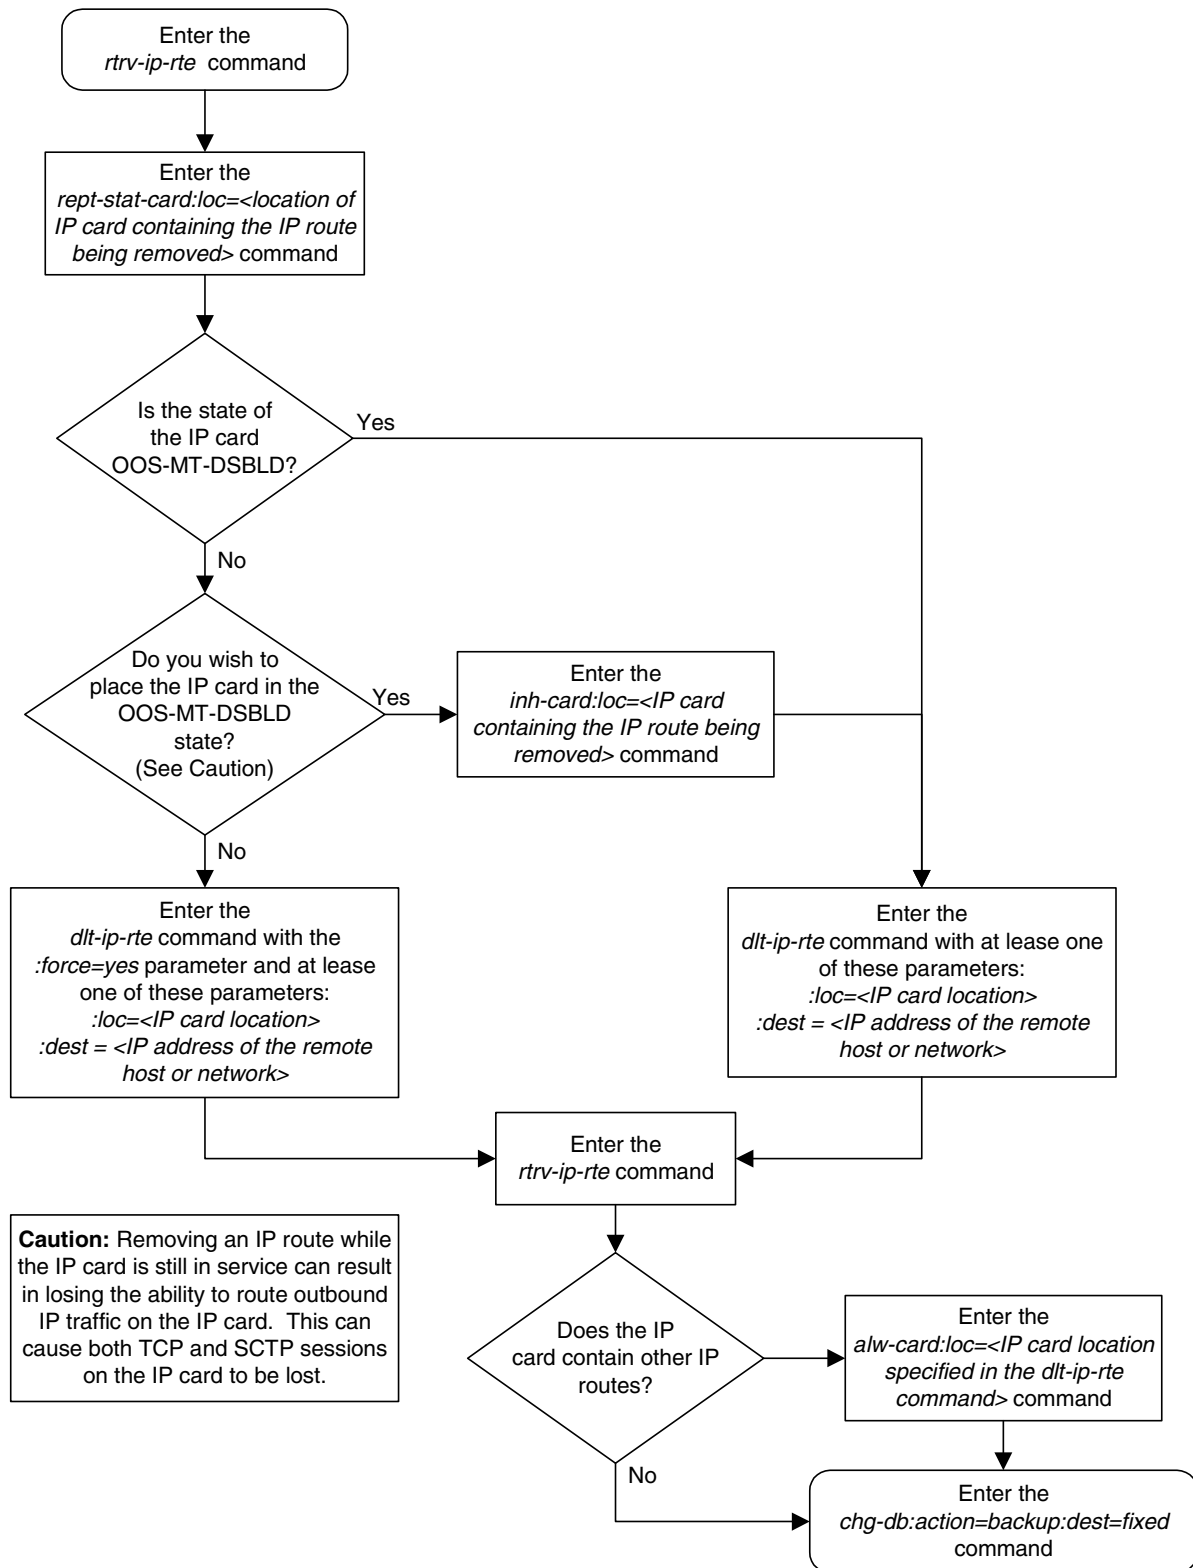 Enter the
rtrv-ip-rte command
Enter the
rept-stat-card:loc=<location of
IP card containing the IP route
being removed> command
Is the state of
the IP card
OOS-MT-DSBLD?
Yes
No
Do you wish to
place the IP card in the
OOS-MT-DSBLD
state?
(See Caution)
Yes
Enter the
inh-card:loc=<IP card
containing the IP route being
removed> command
No
Enter the
dlt-ip-rte command with the
:force=yes parameter and at lease
one of these parameters:
:loc=<IP card location>
:dest = <IP address of the remote
host or network>
Enter the
dlt-ip-rte command with at lease one
of these parameters:
:loc=<IP card location>
:dest = <IP address of the remote
host or network>
Enter the
rtrv-ip-rte command
Caution: Removing an IP route while
the IP card is still in service can result
in losing the ability to route outbound
IP traffic on the IP card. This can
cause both TCP and SCTP sessions
on the IP card to be lost.
Does the IP
card contain other IP
routes?
Enter the
alw-card:loc=<IP card location
specified in the dlt-ip-rte
command> command
No
Enter the
chg-db:action=backup:dest=fixed
command